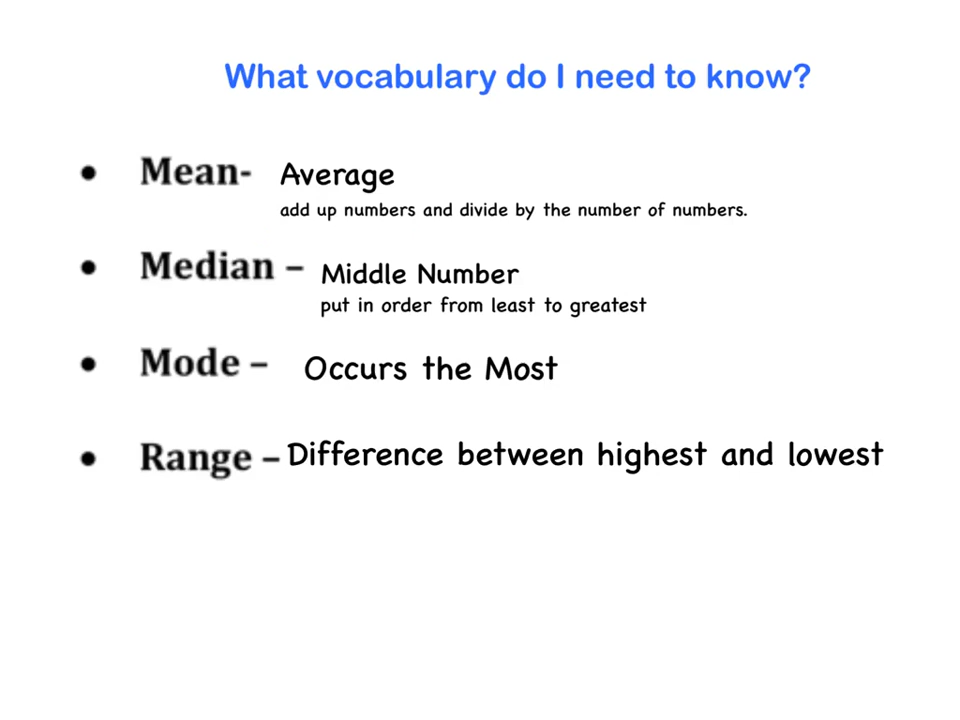 What vocabulary do I need to know?
• Mean- Average
add up numbers and divide by the number of numbers.
• Median – Middle Number
put in order from least to greatest
• Mode – Occurs the Most
• Range – Difference between highest and lowest